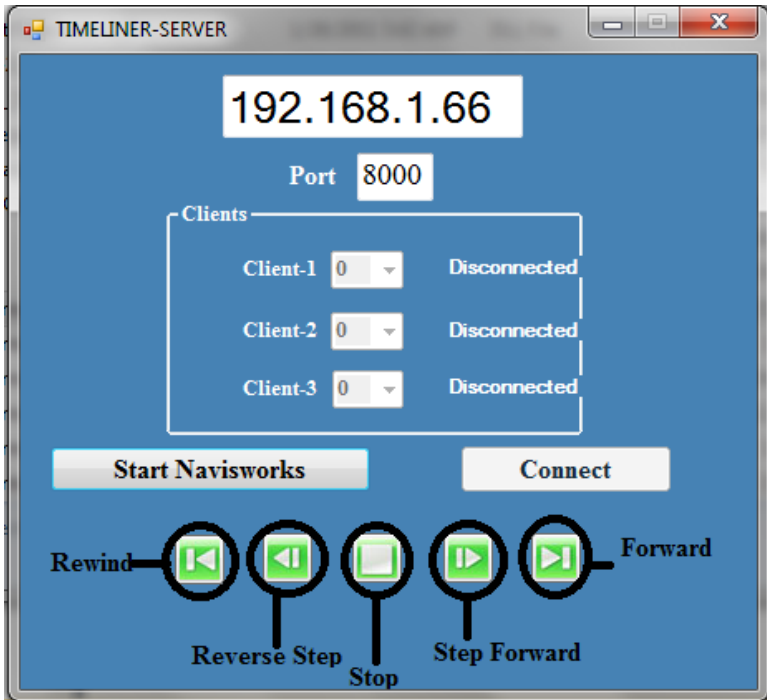 TIMELINER-SERVER
192.168.1.66
Port 8000
Clients
Client-1 0 Disconnected
Client-2 0 Disconnected
Client-3 0 Disconnected
Start Navisworks Connect
Rewind Forward
Reverse Step Step Forward
Stop